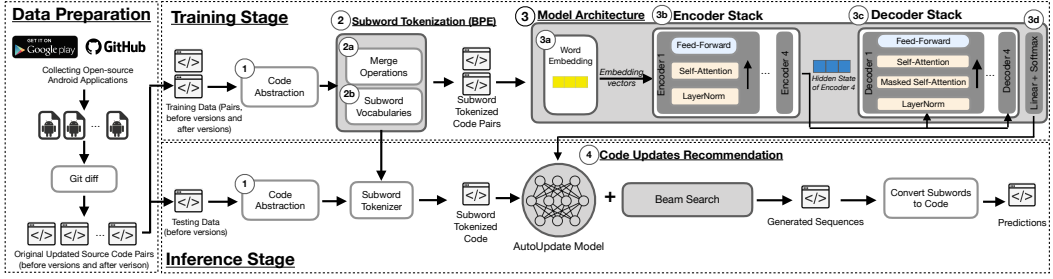 Data Preparation
GET IT ON
Google play
GitHub
Collecting Open-source
Android Applications
...
Git diff
</> </> ... </>
Original Updated Source Code Pairs
(before versions and after verison)
Training Stage
</>
</>
Training Data (Pairs,
before versions and
after versions)
1
Code
Abstraction
2 Subword Tokenization (BPE)
2a
Merge
Operations
2b
Subword
Vocabularies
</>
</>
Subword
Tokenized
Code Pairs
3 Model Architecture
3a
Word
Embedding
Embedding
vectors
3b Encoder Stack
Encoder 1
Feed-Forward
Self-Attention
LayerNorm
...
Encoder 4
Hidden State
of Encoder 4
3c Decoder Stack
Decoder 1
Feed-Forward
Self-Attention
Masked Self-Attention
LayerNorm
...
Decoder 4
3d
Linear + Softmax
</>
Testing Data
(before versions)
1
Code
Abstraction
Subword
Tokenizer
</>
Subword
Tokenized
Code
4 Code Updates Recommendation
AutoUpdate Model
+
Beam Search
</>
Generated Sequences
Convert Subwords
to Code
</>
Predictions
Inference Stage